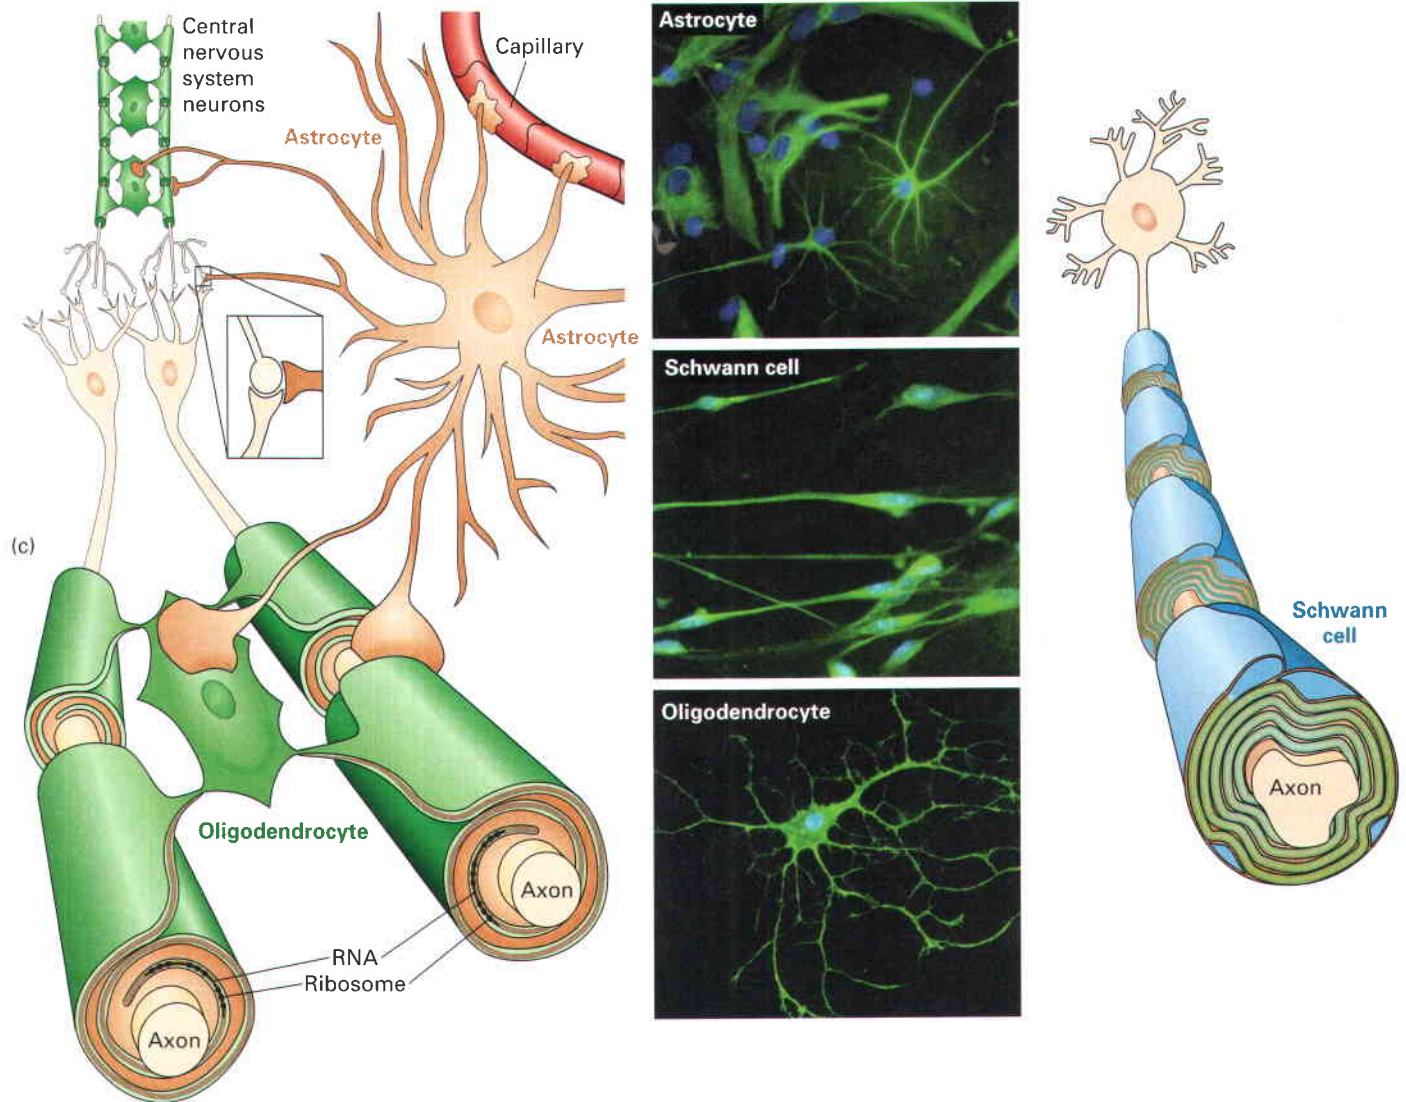 Central
nervous
system
neurons
Astrocyte
Capillary
Astrocyte
(c)
Oligodendrocyte
RNA
Ribosome
Axon
Axon
Astrocyte
Schwann cell
Oligodendrocyte
Schwann
cell
Axon